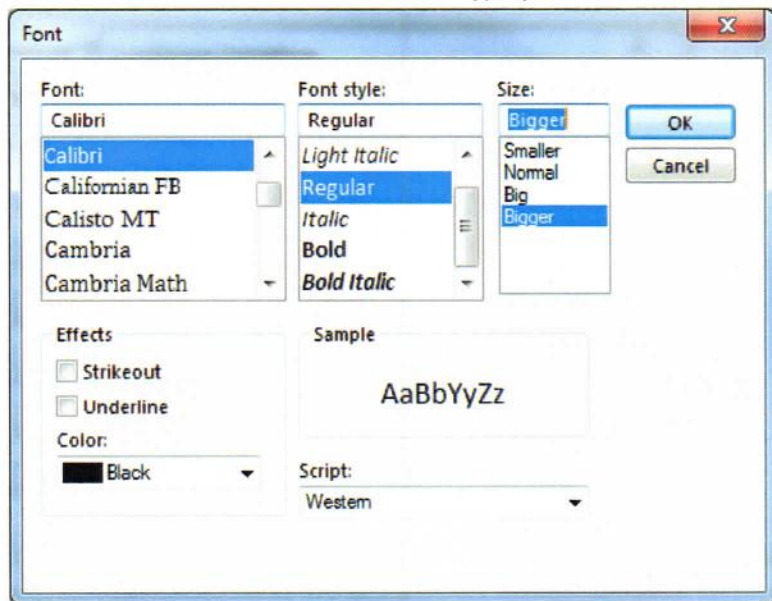 Font
Font:
Font style:
Size:
Calibri
Regular
Bigger
OK
Cancel
Calibri
Californian FB
Calisto MT
Cambria
Cambria Math
Light Italic
Regular
Italic
Bold
Bold Italic
Smaller
Normal
Big
Bigger
Effects
Strikeout
Underline
Color:
Black
Sample
AaBbYyZz
Script:
Western